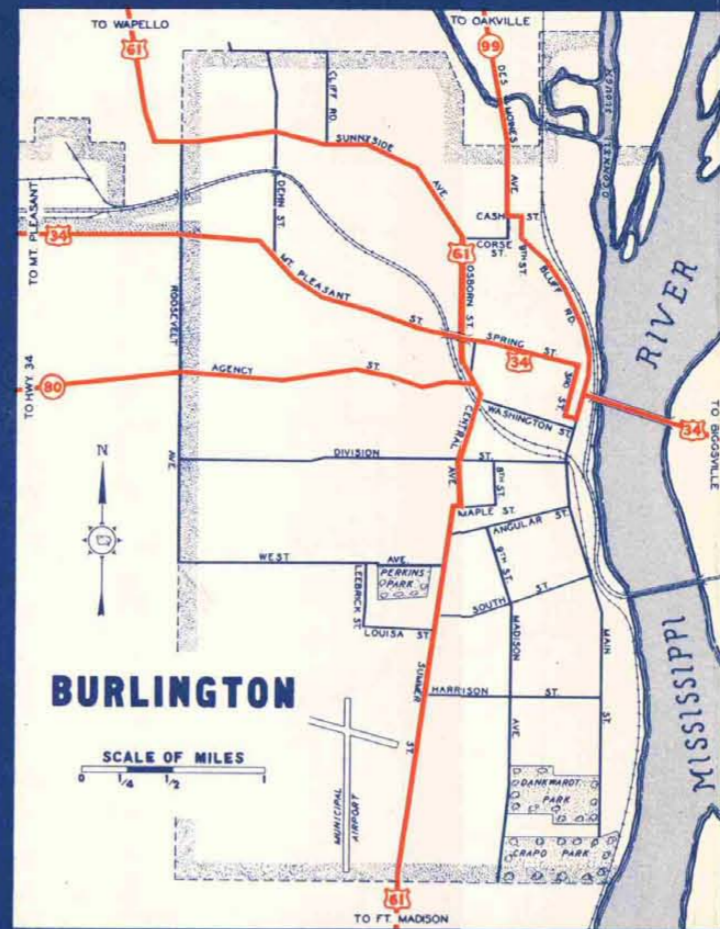 TO WAPELLO
TO OAKVILLE
61
99
CLIFF RD.
DES MOINES AVE.
O'CONNELL SLOUGH
SUNNYSIDE AVE.
TO MT. PLEASANT
34
CASH ST.
CORSE ST.
8TH ST.
BLUFF RD.
61
OSBORN ST.
MT. PLEASANT ST.
SPRING ST.
34
3RD ST.
RIVER
ROOSEVELT AVE.
AGENCY ST.
TO HWY. 34
80
CENTRAL AVE.
WASHINGTON ST.
34
TO BIGGSVILLE
N
DIVISION ST.
8TH ST.
MAPLE ST.
ANGULAR ST.
9TH ST.
WEST AVE.
PERKINS PARK
LEEBRICK ST.
LOUISA ST.
SOUTH ST.
MADISON AVE.
MAIN ST.
MISSISSIPPI
BURLINGTON
SUMMER ST.
HARRISON ST.
SCALE OF MILES
0 1/4 1/2 1
MUNICIPAL AIRPORT
DANKWARDT PARK
CRAPO PARK
61
TO FT. MADISON